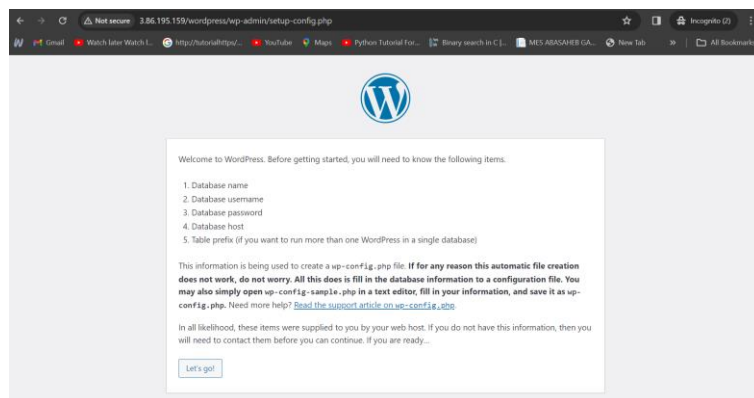 Not secure 3.86.195.159/wordpress/wp-admin/setup-config.php Incognito (2)
Gmail Watch later Watch l... http://tutorialhttps/... YouTube Maps Python Tutorial For... Binary search in C |... MES ABASAHEB GA... New Tab » All Bookmarks
W
Welcome to WordPress. Before getting started, you will need to know the following items.
1. Database name
2. Database username
3. Database password
4. Database host
5. Table prefix (if you want to run more than one WordPress in a single database)
This information is being used to create a wp-config.php file. If for any reason this automatic file creation
does not work, do not worry. All this does is fill in the database information to a configuration file. You
may also simply open wp-config-sample.php in a text editor, fill in your information, and save it as wp-
config.php. Need more help? Read the support article on wp-config.php.
In all likelihood, these items were supplied to you by your web host. If you do not have this information, then you
will need to contact them before you can continue. If you are ready...
Let's go!